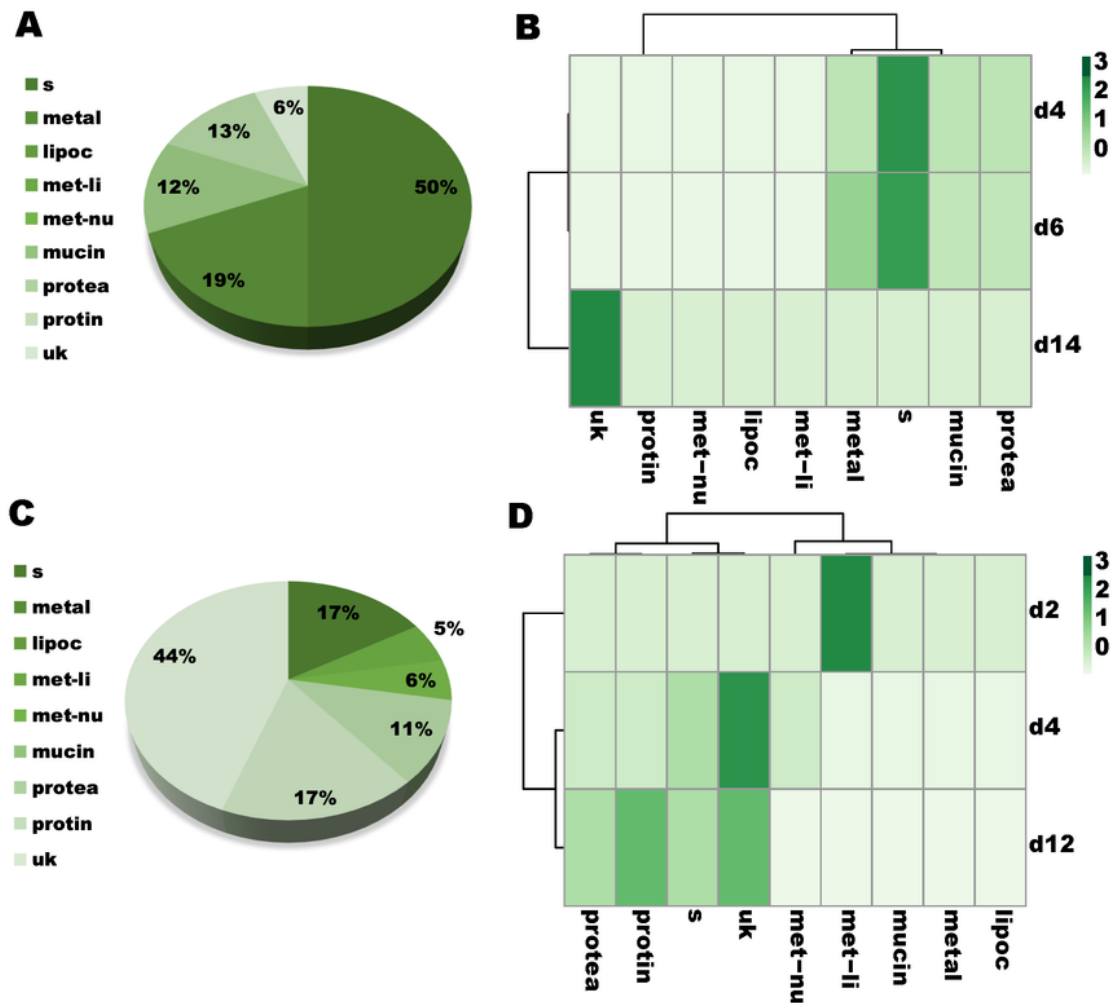 A
s
metal
lipoc
met-li
met-nu
mucin
protea
protin
uk
6%
13%
12%
50%
19%
B
3
2
1
0
d4
d6
d14
uk
protin
met-nu
lipoc
met-li
metal
s
mucin
protea
C
s
metal
lipoc
met-li
met-nu
mucin
protea
protin
uk
17%
5%
44%
6%
11%
17%
D
3
2
1
0
d2
d4
d12
protea
protin
s
uk
met-nu
met-li
mucin
metal
lipoc